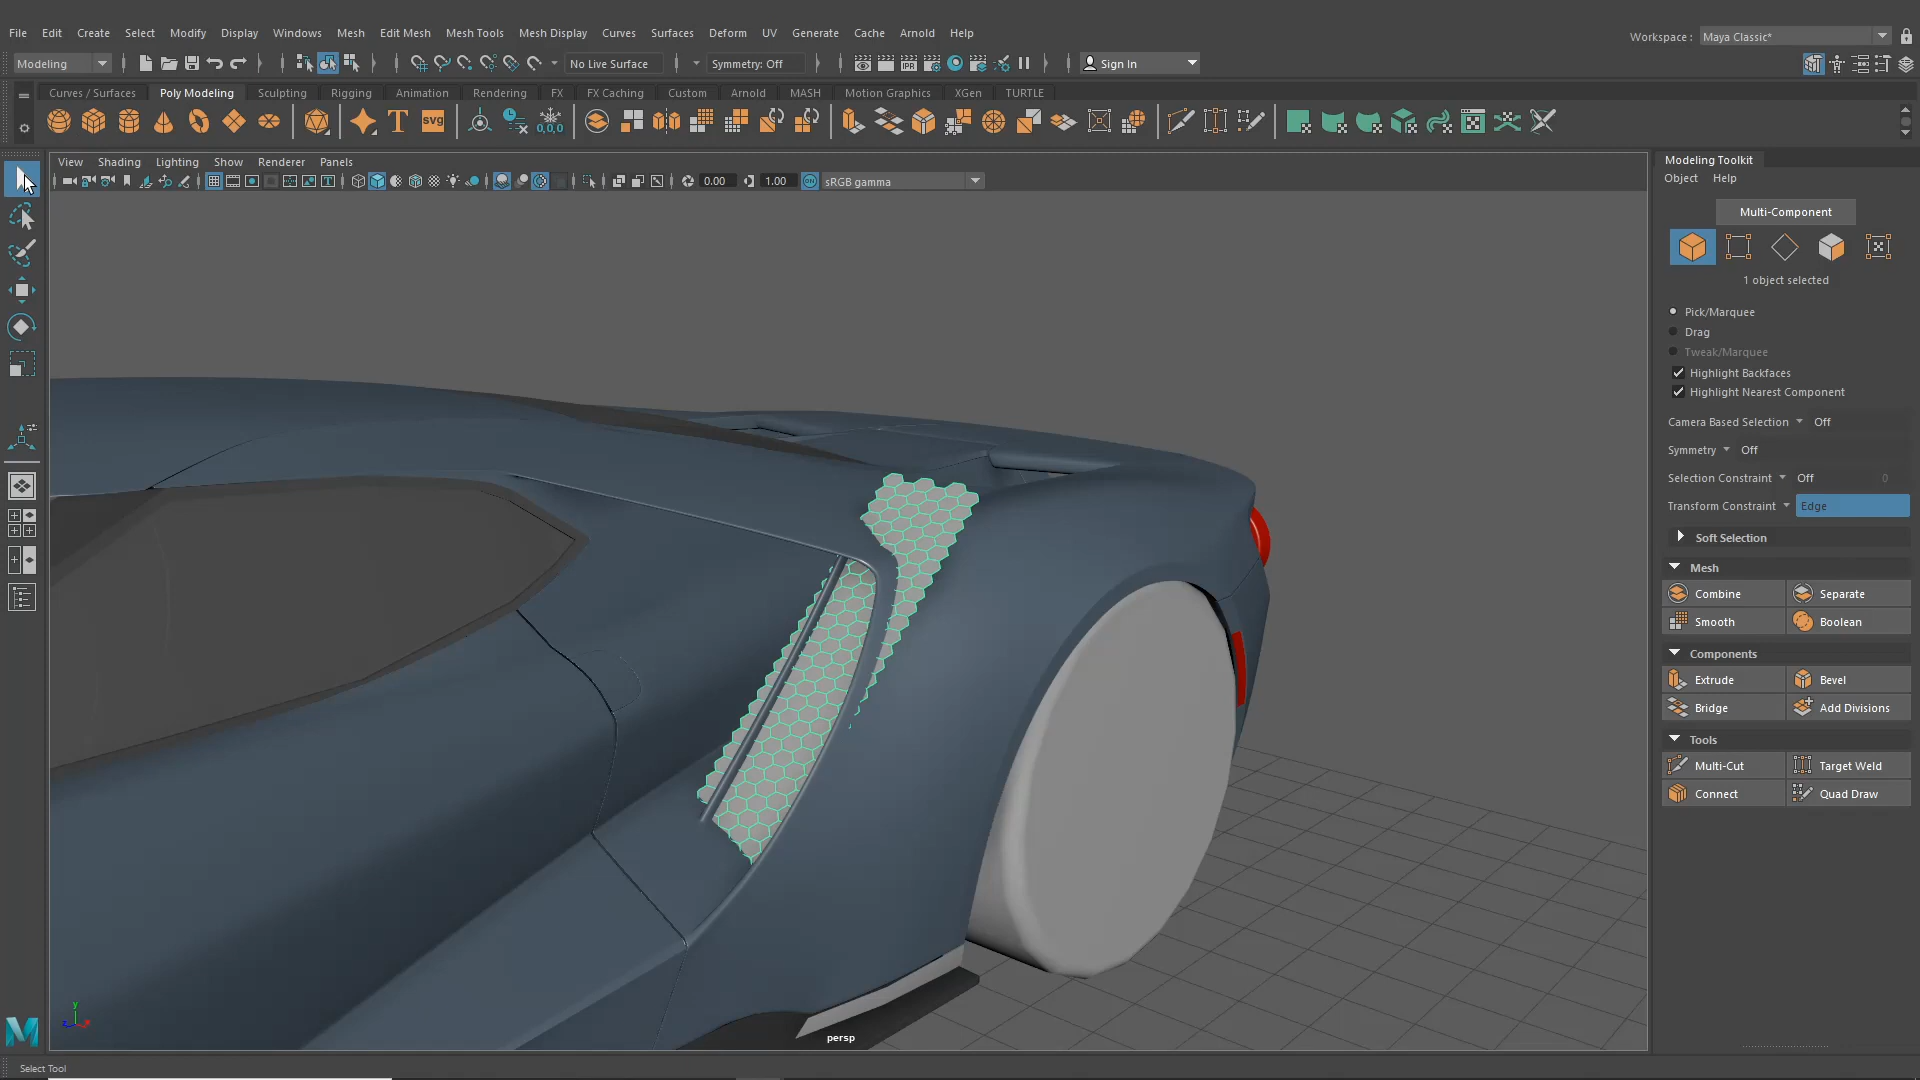 File Edit Create Select Modify Display Windows Mesh Edit Mesh Mesh Tools Mesh Display Curves Surfaces Deform UV Generate Cache Arnold Help
Workspace : Maya Classic*
Modeling No Live Surface Symmetry: Off Sign In
Curves / Surfaces Poly Modeling Sculpting Rigging Animation Rendering FX FX Caching Custom Arnold MASH Motion Graphics XGen TURTLE
T svg 0,0,0
View Shading Lighting Show Renderer Panels
0.00 1.00 sRGB gamma
Modeling Toolkit
Object Help
Multi-Component
1 object selected
Pick/Marquee
Drag
Tweak/Marquee
Highlight Backfaces
Highlight Nearest Component
Camera Based Selection Off
Symmetry Off
Selection Constraint Off 0
Transform Constraint Edge
Soft Selection
Mesh
Combine Separate
Smooth Boolean
Components
Extrude Bevel
Bridge Add Divisions
Tools
Multi-Cut Target Weld
Connect Quad Draw
y
z x
persp
Select Tool